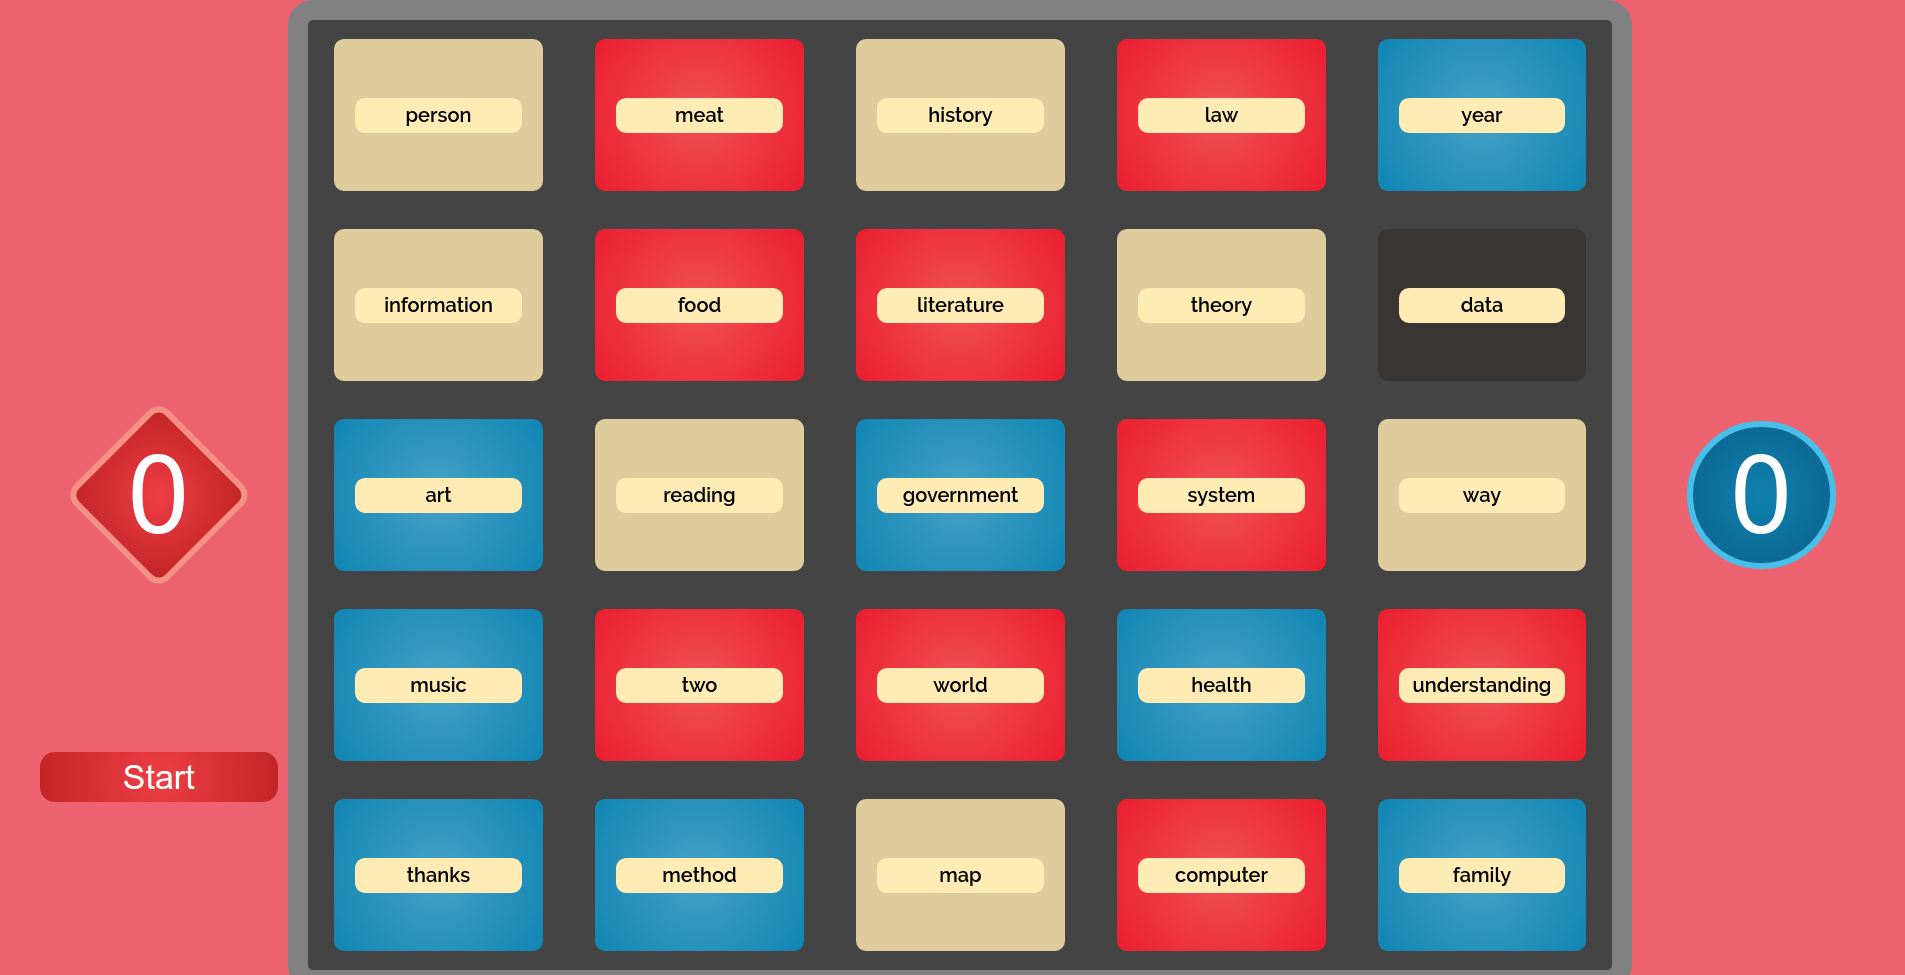 person
meat
history
law
year
information
food
literature
theory
data
art
reading
government
system
way
0
0
music
two
world
health
understanding
Start
thanks
method
map
computer
family